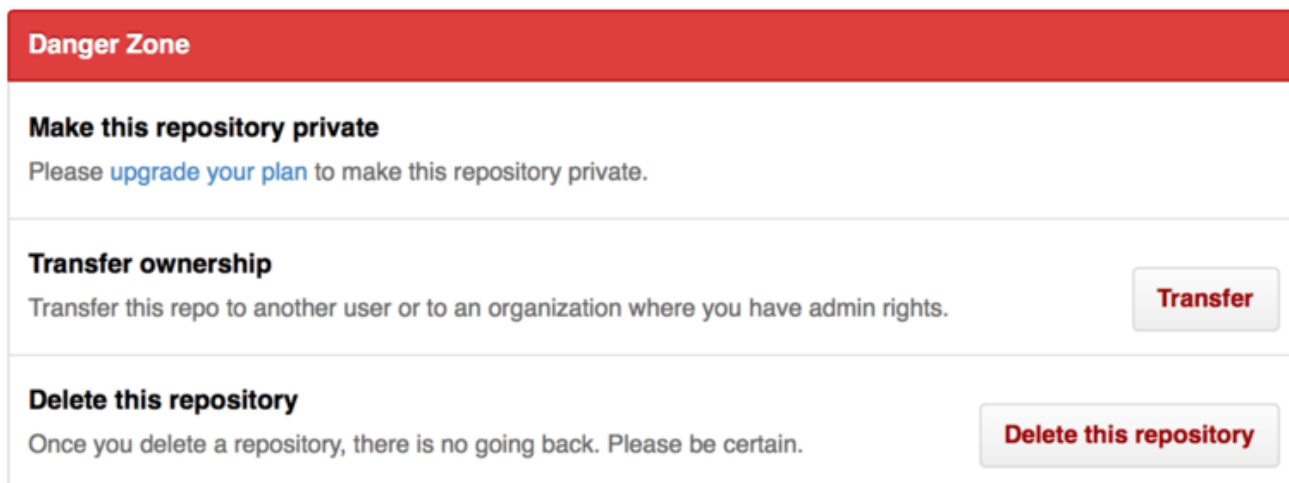 Danger Zone
Make this repository private
Please upgrade your plan to make this repository private.
Transfer ownership
Transfer this repo to another user or to an organization where you have admin rights.
Transfer
Delete this repository
Once you delete a repository, there is no going back. Please be certain.
Delete this repository